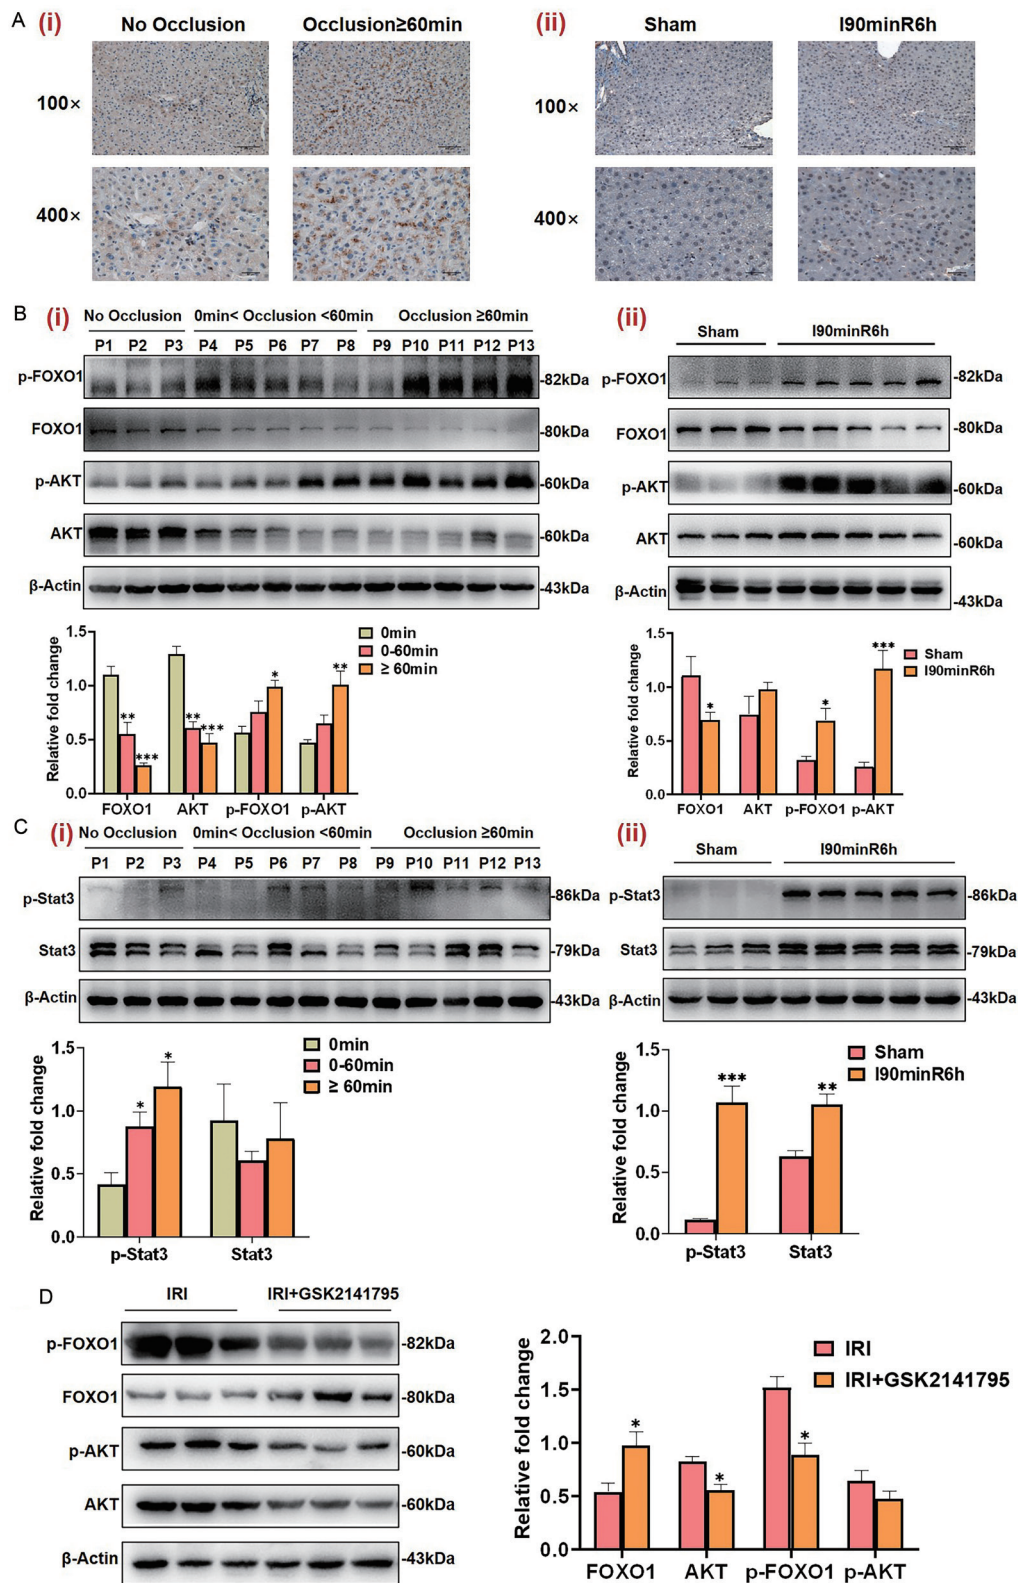 A (i) No Occlusion Occlusion≥60min (ii) Sham I90minR6h
100× 100×
400× 400×
B (i) No Occlusion 0min< Occlusion <60min Occlusion ≥60min
P1 P2 P3 P4 P5 P6 P7 P8 P9 P10 P11 P12 P13
p-FOXO1 -82kDa
FOXO1 -80kDa
p-AKT -60kDa
AKT -60kDa
β-Actin -43kDa
(ii) Sham I90minR6h
p-FOXO1 -82kDa
FOXO1 -80kDa
p-AKT -60kDa
AKT -60kDa
β-Actin -43kDa
Relative fold change
1.5
1.0
0.5
0.0
** *** ** *** * **
FOXO1 AKT p-FOXO1 p-AKT
0min
0-60min
≥ 60min
Relative fold change
1.5
1.0
0.5
0.0
* * ***
FOXO1 AKT p-FOXO1 p-AKT
Sham
I90minR6h
C (i) No Occlusion 0min< Occlusion <60min Occlusion ≥60min
P1 P2 P3 P4 P5 P6 P7 P8 P9 P10 P11 P12 P13
p-Stat3 -86kDa
Stat3 -79kDa
β-Actin -43kDa
(ii) Sham I90minR6h
p-Stat3 -86kDa
Stat3 -79kDa
β-Actin -43kDa
Relative fold change
1.5
1.0
0.5
0.0
* *
p-Stat3 Stat3
0min
0-60min
≥ 60min
Relative fold change
1.5
1.0
0.5
0.0
*** **
p-Stat3 Stat3
Sham
I90minR6h
D IRI IRI+GSK2141795
p-FOXO1 -82kDa
FOXO1 -80kDa
p-AKT -60kDa
AKT -60kDa
β-Actin -43kDa
Relative fold change
2.0
1.5
1.0
0.5
0.0
* * *
FOXO1 AKT p-FOXO1 p-AKT
IRI
IRI+GSK2141795